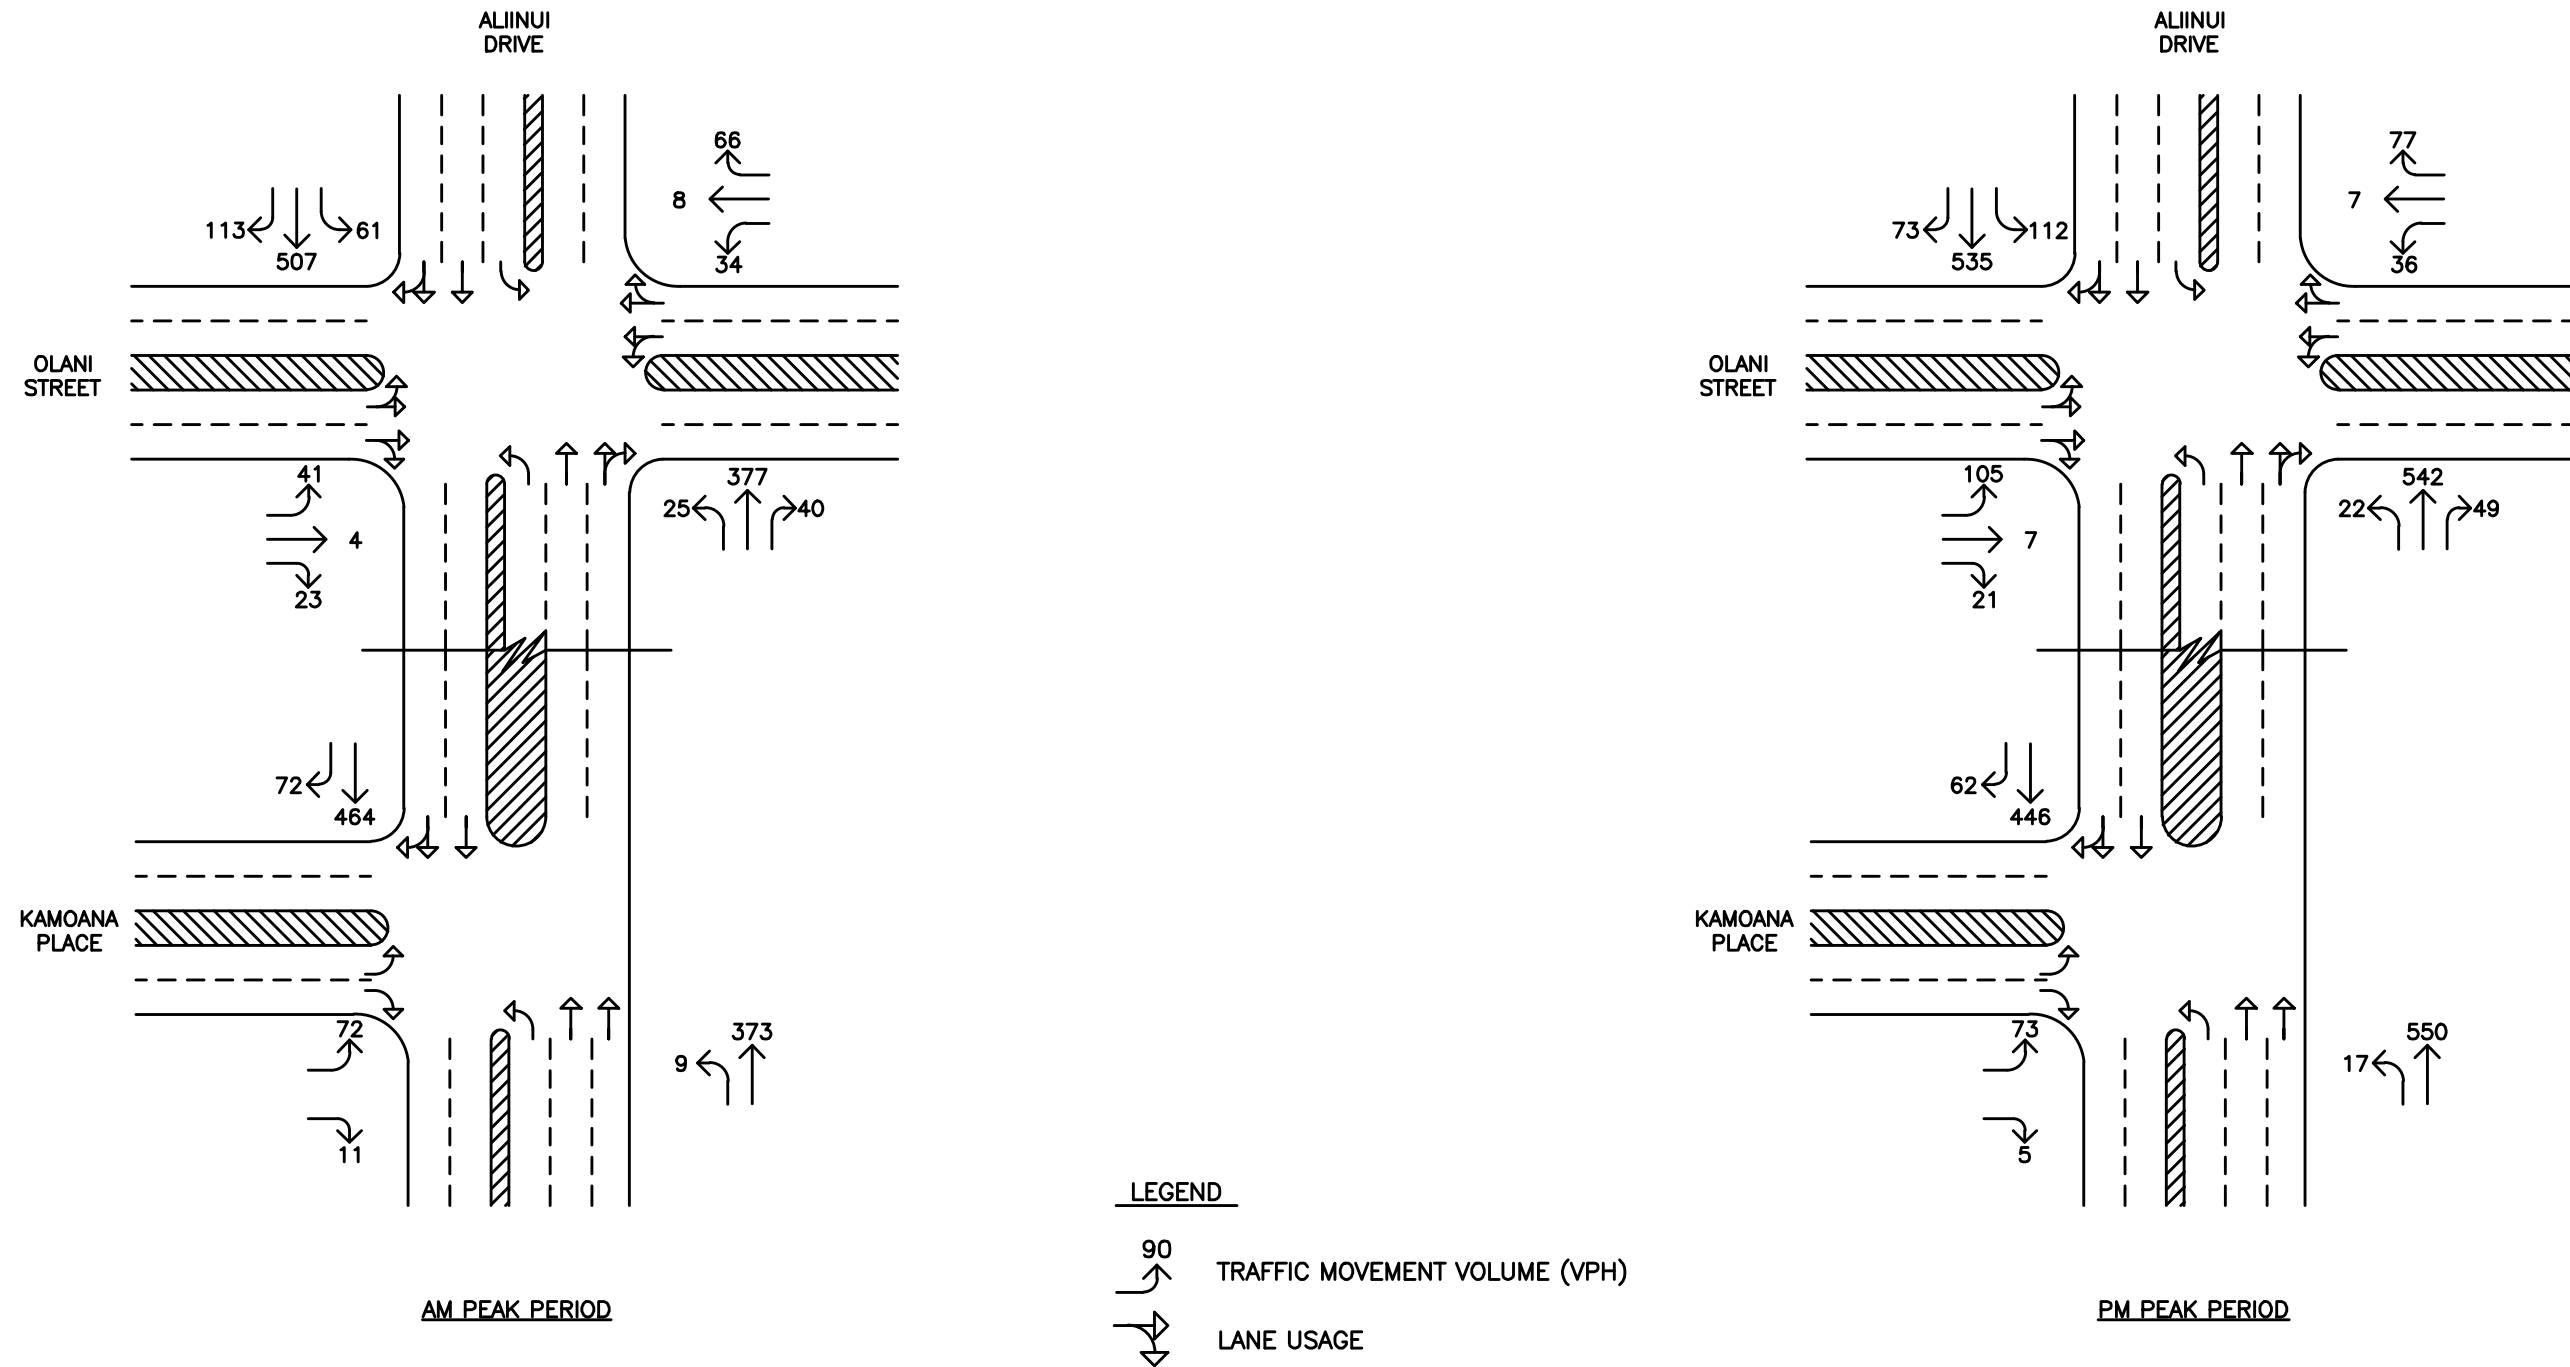 ALIINUI
DRIVE
66
8
34
113
61
507
OLANI
STREET
41
4
23
377
25
40
72
464
KAMOANA
PLACE
72
11
373
9
AM PEAK PERIOD
LEGEND
90
TRAFFIC MOVEMENT VOLUME (VPH)
LANE USAGE
ALIINUI
DRIVE
77
7
36
73
112
535
OLANI
STREET
105
7
21
542
22
49
62
446
KAMOANA
PLACE
73
5
550
17
PM PEAK PERIOD